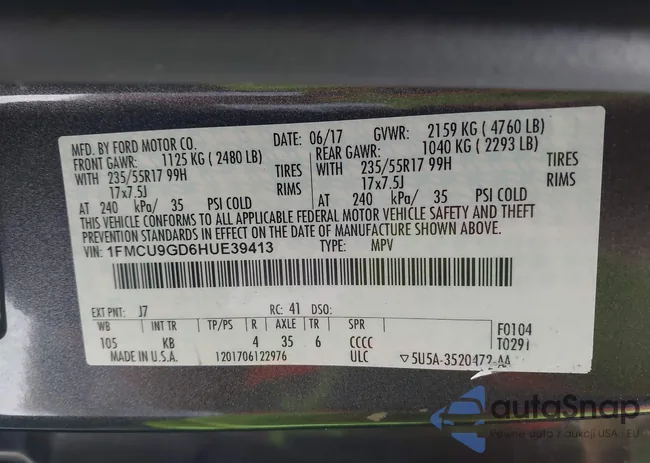 MFD. BY FORD MOTOR CO. DATE: 06/17 GVWR: 2159 KG ( 4760 LB)
FRONT GAWR: 1125 KG ( 2480 LB) REAR GAWR: 1040 KG ( 2293 LB)
WITH 235/55R17 99H TIRES WITH 235/55R17 99H TIRES
17x7.5J RIMS 17x7.5J RIMS
AT 240 kPa/ 35 PSI COLD AT 240 kPa/ 35 PSI COLD
THIS VEHICLE CONFORMS TO ALL APPLICABLE FEDERAL MOTOR VEHICLE SAFETY AND THEFT
PREVENTION STANDARDS IN EFFECT ON THE DATE OF MANUFACTURE SHOWN ABOVE.
VIN: 1FMCU9GD6HUE39413 TYPE: MPV
EXT PNT: J7 RC: 41 DSO:
WB INT TR TP/PS R AXLE TR SPR F0104
105 KB 4 35 6 CCCC T0291
MADE IN U.S.A. 1201706122976 ULC ▽5U5A-3520472-AA
autoSnap
Pewne auta z aukcji USA i EU